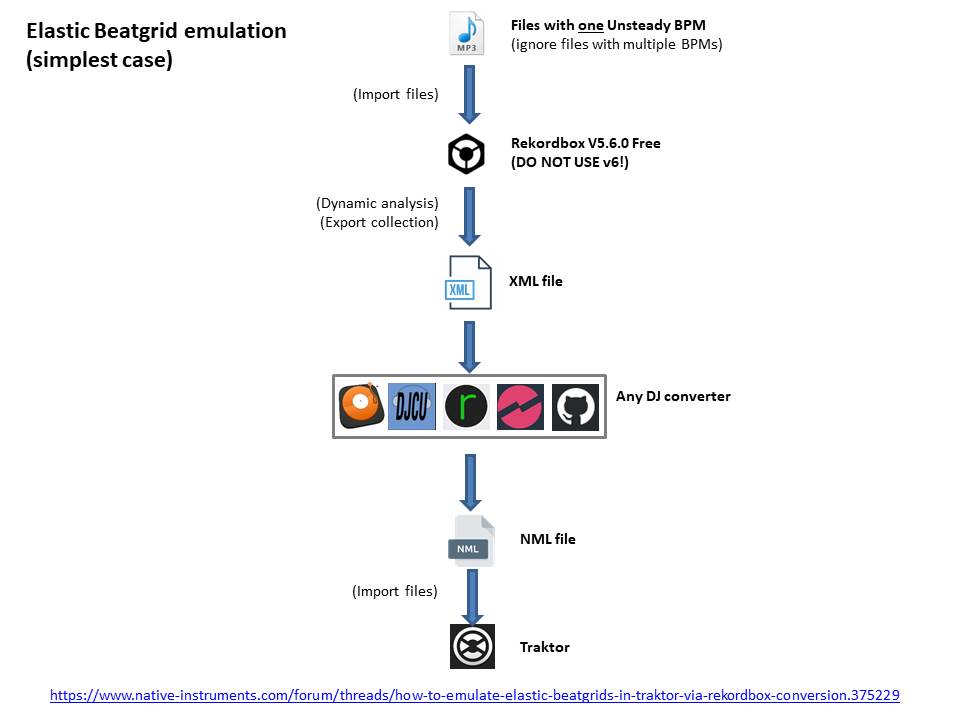 Elastic Beatgrid emulation
(simplest case)
Files with one Unsteady BPM
(ignore files with multiple BPMs)
MP3
(Import files)
Rekordbox V5.6.0 Free
(DO NOT USE v6!)
(Dynamic analysis)
(Export collection)
XML
XML file
DJCU
r
Any DJ converter
NML
NML file
(Import files)
Traktor
https://www.native-instruments.com/forum/threads/how-to-emulate-elastic-beatgrids-in-traktor-via-rekordbox-conversion.375229